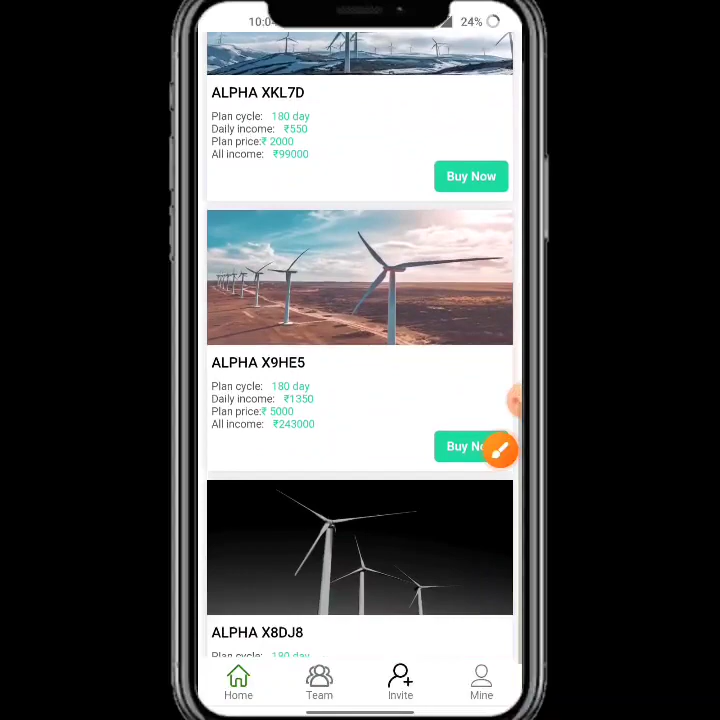 10:04
24%
ALPHA XKL7D
Plan cycle: 180 day
Daily income: ₹550
Plan price:₹ 2000
All income: ₹99000
Buy Now
ALPHA X9HE5
Plan cycle: 180 day
Daily income: ₹1350
Plan price:₹ 5000
All income: ₹243000
Buy
ALPHA X8DJ8
Plan cycle: 180 day
Home
Team
Invite
Mine